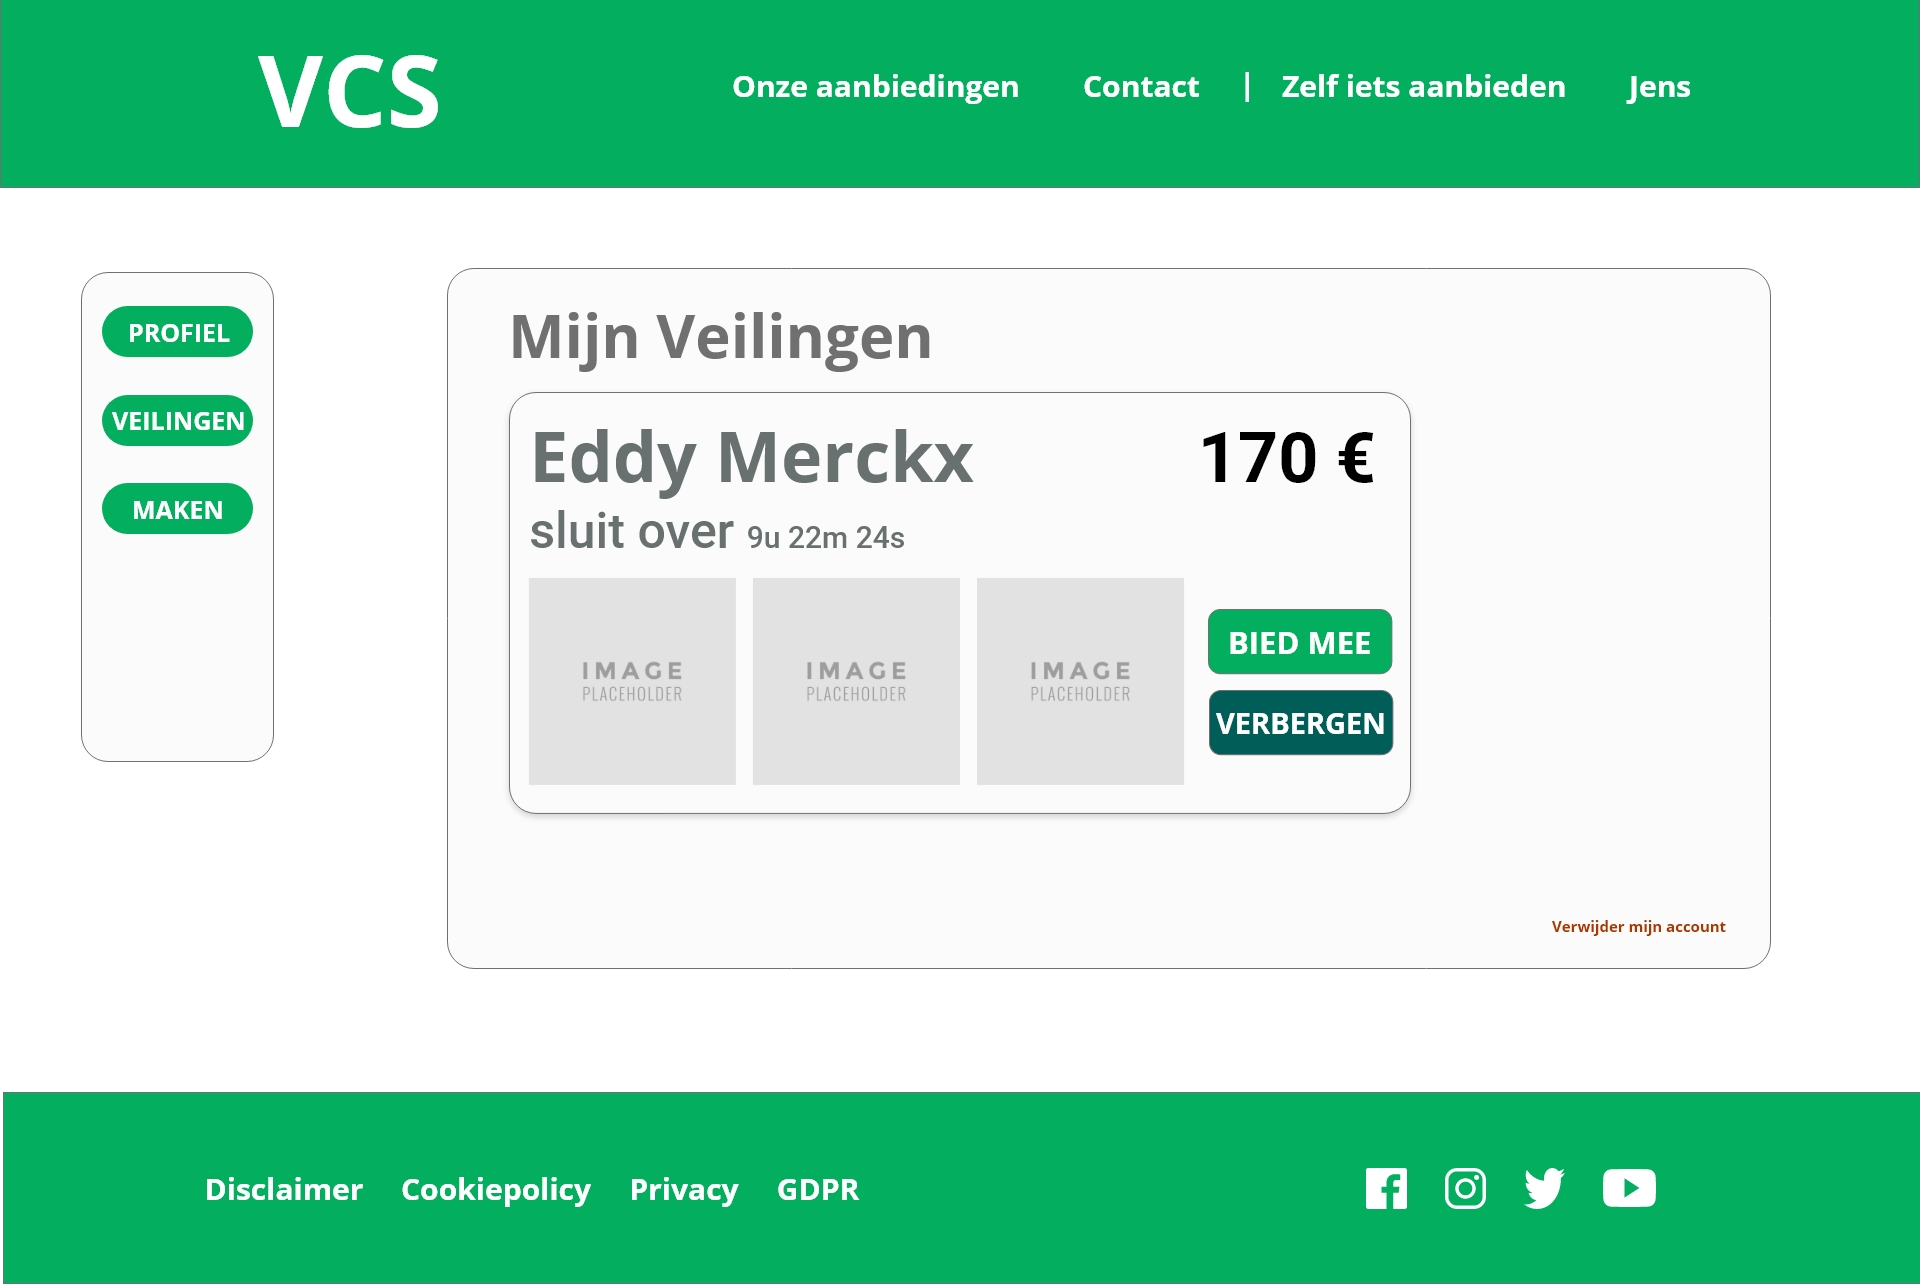 VCS
Onze aanbiedingen Contact | Zelf iets aanbieden Jens
PROFIEL
VEILINGEN
MAKEN
Mijn Veilingen
Eddy Merckx 170 €
sluit over 9u 22m 24s
IMAGE PLACEHOLDER
IMAGE PLACEHOLDER
IMAGE PLACEHOLDER
BIED MEE
VERBERGEN
Verwijder mijn account
Disclaimer Cookiepolicy Privacy GDPR